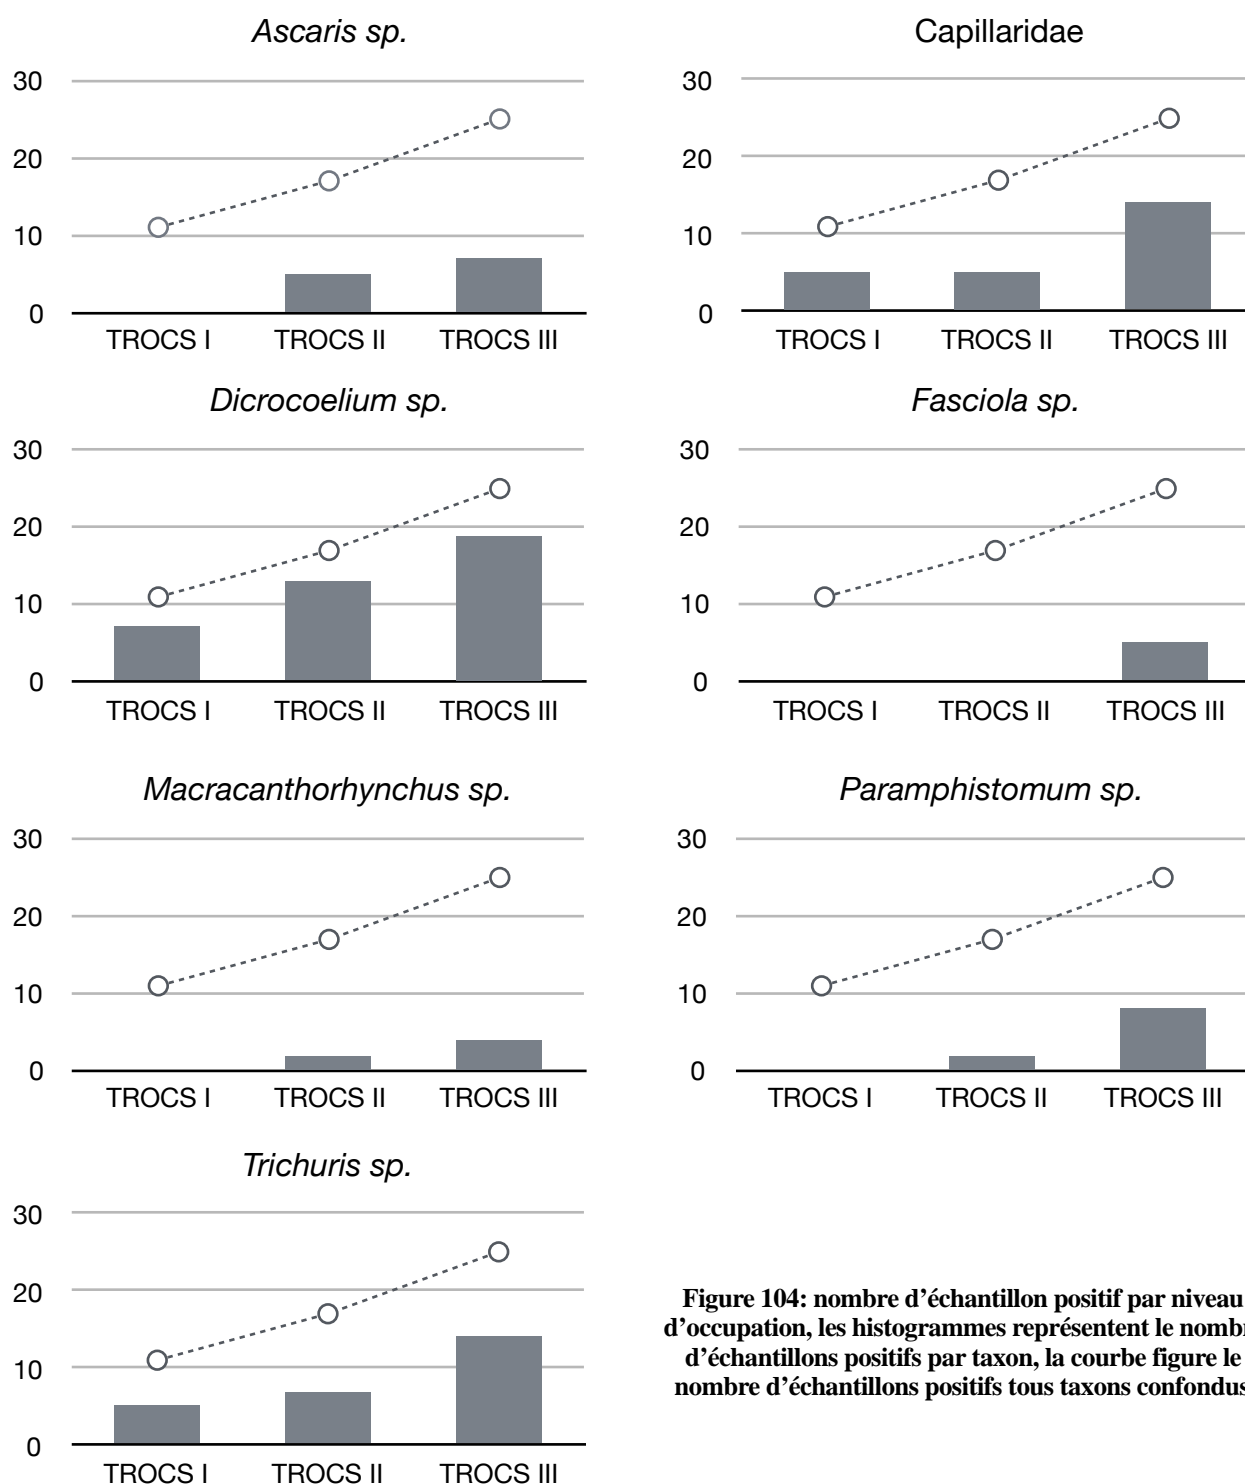 Ascaris sp.
30
20
10
0
TROCS I TROCS II TROCS III
Capillaridae
30
20
10
0
TROCS I TROCS II TROCS III
Dicrocoelium sp.
30
20
10
0
TROCS I TROCS II TROCS III
Fasciola sp.
30
20
10
0
TROCS I TROCS II TROCS III
Macracanthorhynchus sp.
30
20
10
0
TROCS I TROCS II TROCS III
Paramphistomum sp.
30
20
10
0
TROCS I TROCS II TROCS III
Trichuris sp.
30
20
10
0
TROCS I TROCS II TROCS III
Figure 104: nombre d’échantillon positif par niveau
d’occupation, les histogrammes représentent le nombr
d’échantillons positifs par taxon, la courbe figure le
nombre d’échantillons positifs tous taxons confondus